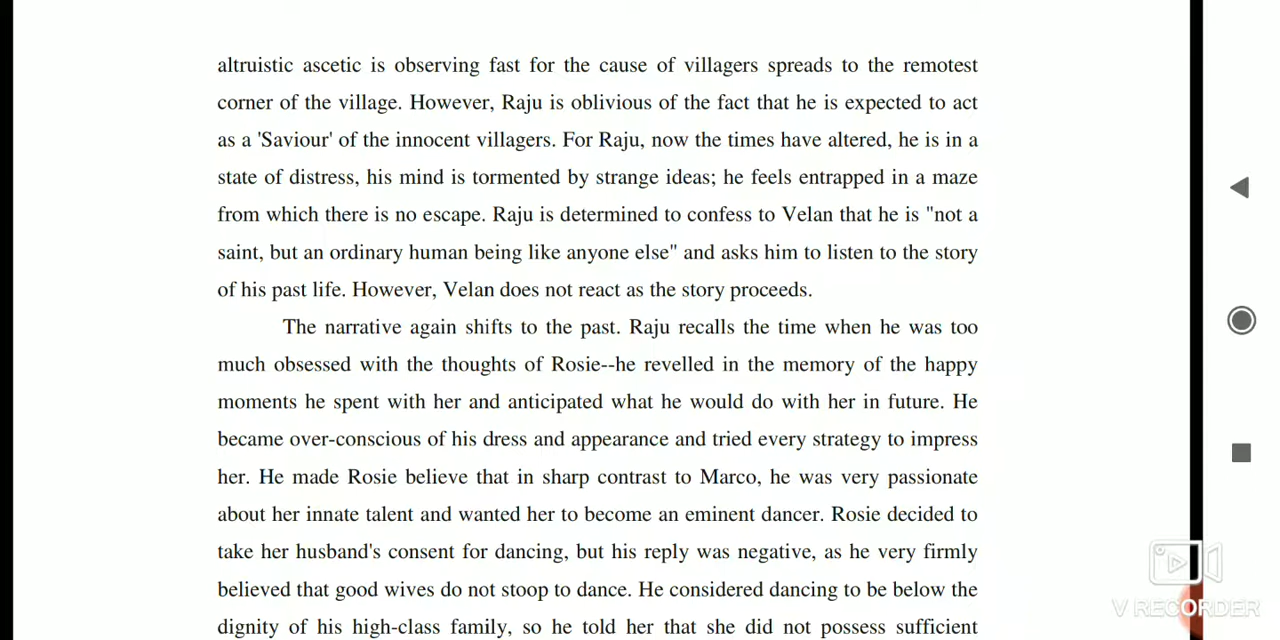 altruistic ascetic is observing fast for the cause of villagers spreads to the remotest
corner of the village. However, Raju is oblivious of the fact that he is expected to act
as a 'Saviour' of the innocent villagers. For Raju, now the times have altered, he is in a
state of distress, his mind is tormented by strange ideas; he feels entrapped in a maze
from which there is no escape. Raju is determined to confess to Velan that he is "not a
saint, but an ordinary human being like anyone else" and asks him to listen to the story
of his past life. However, Velan does not react as the story proceeds.
The narrative again shifts to the past. Raju recalls the time when he was too
much obsessed with the thoughts of Rosie--he revelled in the memory of the happy
moments he spent with her and anticipated what he would do with her in future. He
became over-conscious of his dress and appearance and tried every strategy to impress
her. He made Rosie believe that in sharp contrast to Marco, he was very passionate
about her innate talent and wanted her to become an eminent dancer. Rosie decided to
take her husband's consent for dancing, but his reply was negative, as he very firmly
believed that good wives do not stoop to dance. He considered dancing to be below the
dignity of his high-class family, so he told her that she did not possess sufficient
V RECORDER